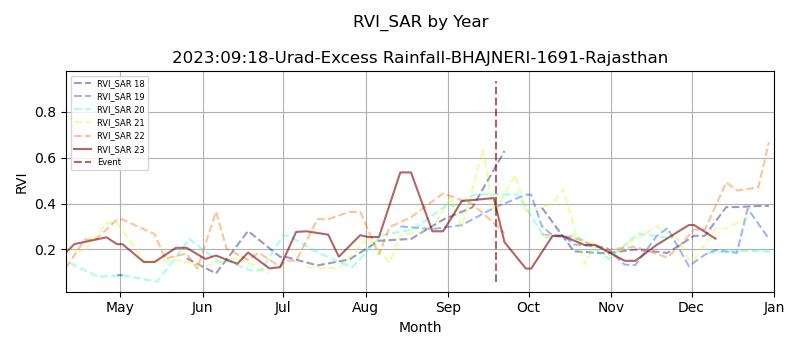 RVI_SAR by Year
2023:09:18-Urad-Excess Rainfall-BHAJNERI-1691-Rajasthan
RVI_SAR 18
RVI_SAR 19
RVI_SAR 20
RVI_SAR 21
RVI_SAR 22
RVI_SAR 23
Event
0.8
0.6
0.4
0.2
RVI
May Jun Jul Aug Sep Oct Nov Dec Jan
Month